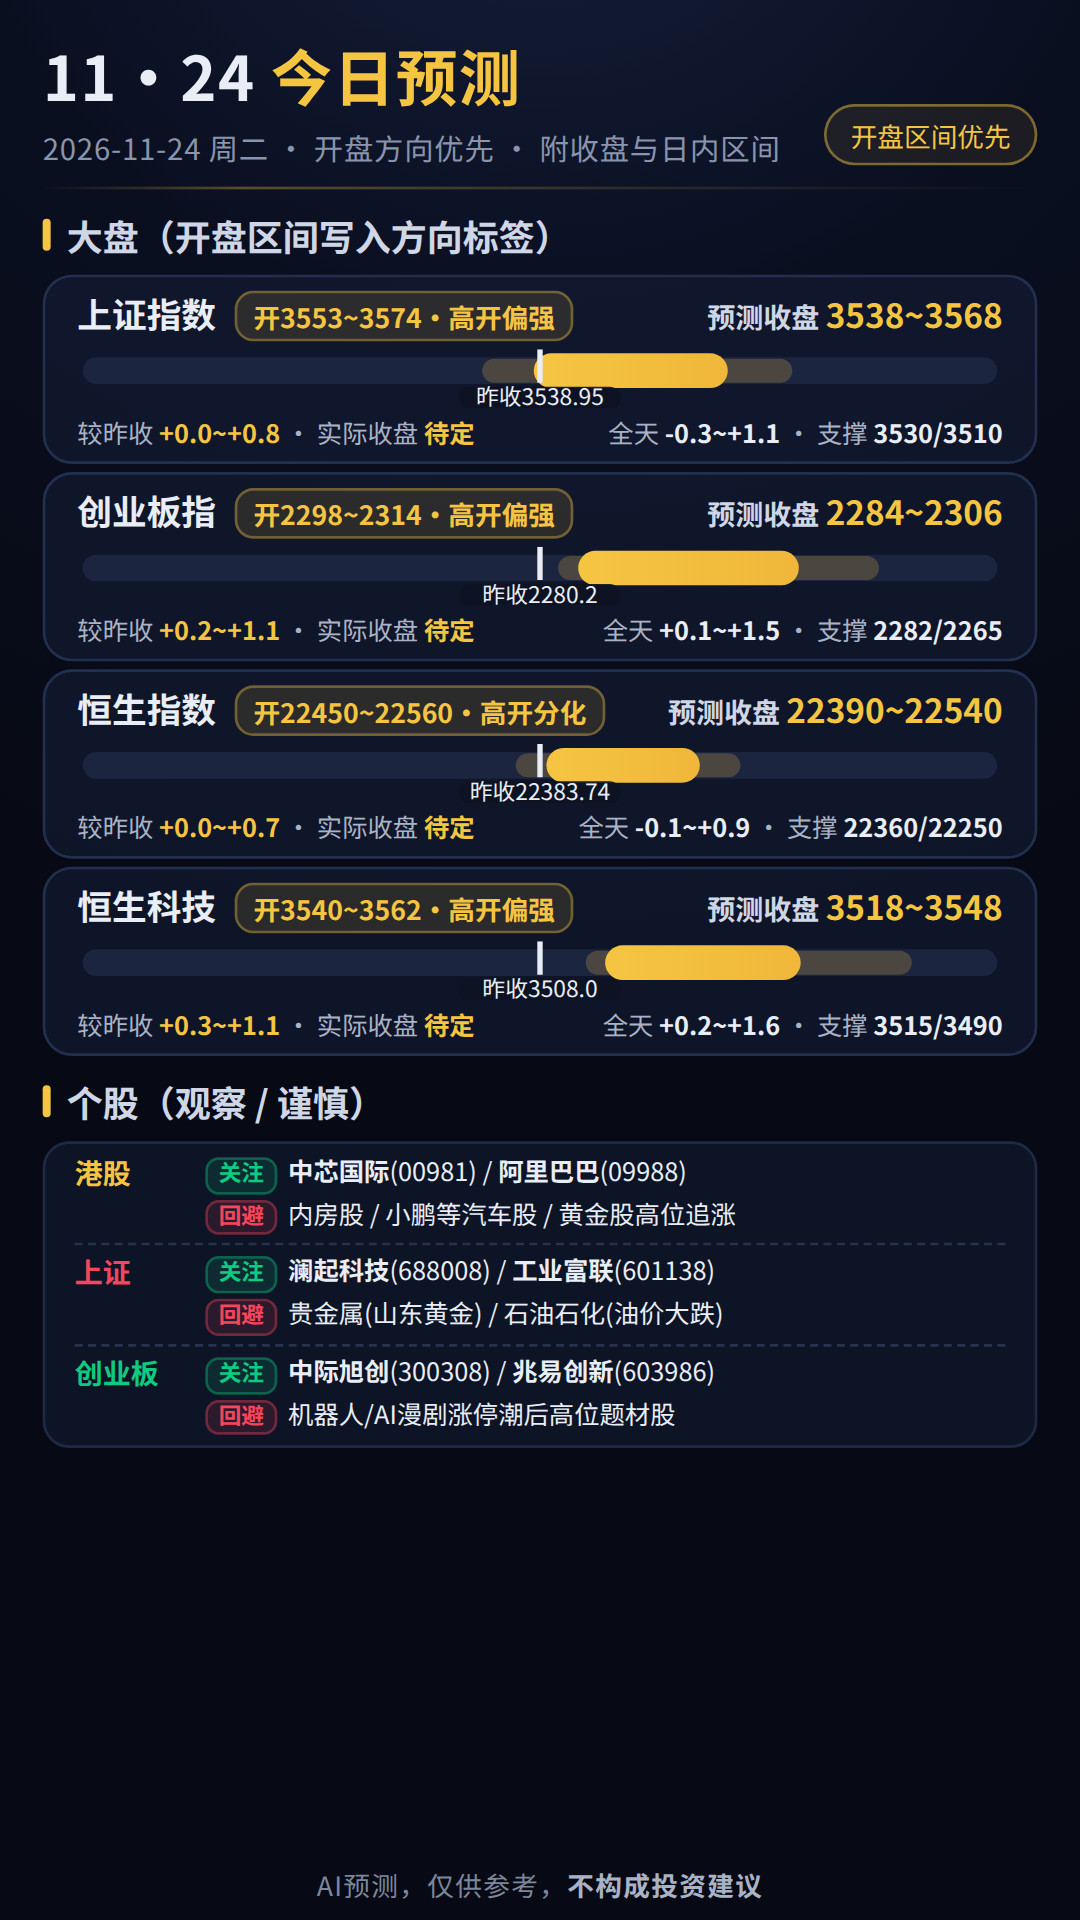 11·24 今日预测
2026-11-24 周二 · 开盘方向优先 · 附收盘与日内区间
开盘区间优先
大盘（开盘区间写入方向标签）
上证指数 开3553~3574·高开偏强 预测收盘 3538~3568
昨收3538.95
较昨收 +0.0~+0.8 · 实际收盘 待定 全天 -0.3~+1.1 · 支撑 3530/3510
创业板指 开2298~2314·高开偏强 预测收盘 2284~2306
昨收2280.2
较昨收 +0.2~+1.1 · 实际收盘 待定 全天 +0.1~+1.5 · 支撑 2282/2265
恒生指数 开22450~22560·高开分化 预测收盘 22390~22540
昨收22383.74
较昨收 +0.0~+0.7 · 实际收盘 待定 全天 -0.1~+0.9 · 支撑 22360/22250
恒生科技 开3540~3562·高开偏强 预测收盘 3518~3548
昨收3508.0
较昨收 +0.3~+1.1 · 实际收盘 待定 全天 +0.2~+1.6 · 支撑 3515/3490
个股（观察 / 谨慎）
港股 关注 中芯国际(00981) / 阿里巴巴(09988)
回避 内房股 / 小鹏等汽车股 / 黄金股高位追涨
上证 关注 澜起科技(688008) / 工业富联(601138)
回避 贵金属(山东黄金) / 石油石化(油价大跌)
创业板 关注 中际旭创(300308) / 兆易创新(603986)
回避 机器人/AI漫剧涨停潮后高位题材股
AI预测，仅供参考，不构成投资建议